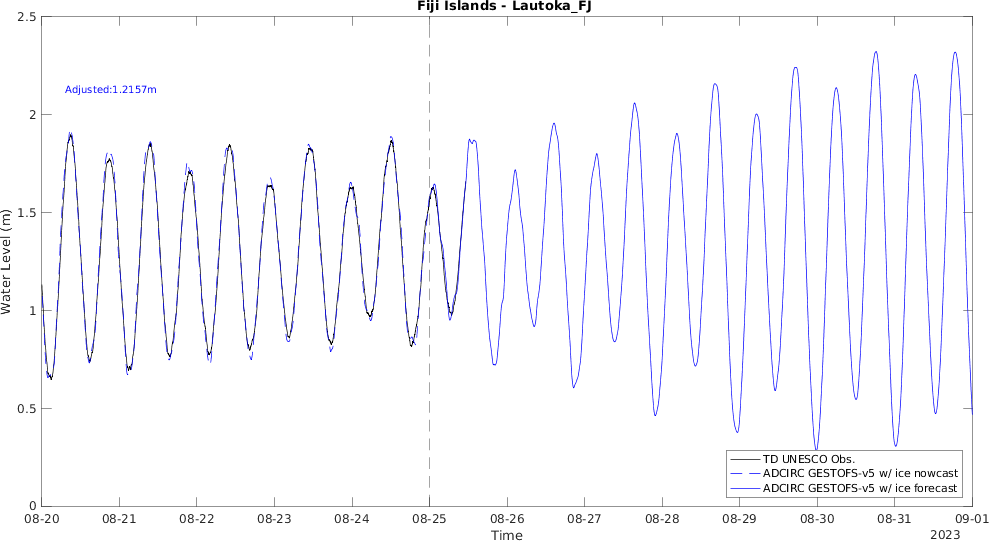 Fiji Islands - Lautoka_FJ
2.5
Adjusted:1.2157m
2
1.5
Water Level (m)
1
0.5
0
TD UNESCO Obs.
ADCIRC GESTOFS-v5 w/ ice nowcast
ADCIRC GESTOFS-v5 w/ ice forecast
08-20 08-21 08-22 08-23 08-24 08-25 08-26 08-27 08-28 08-29 08-30 08-31 09-01
Time
2023